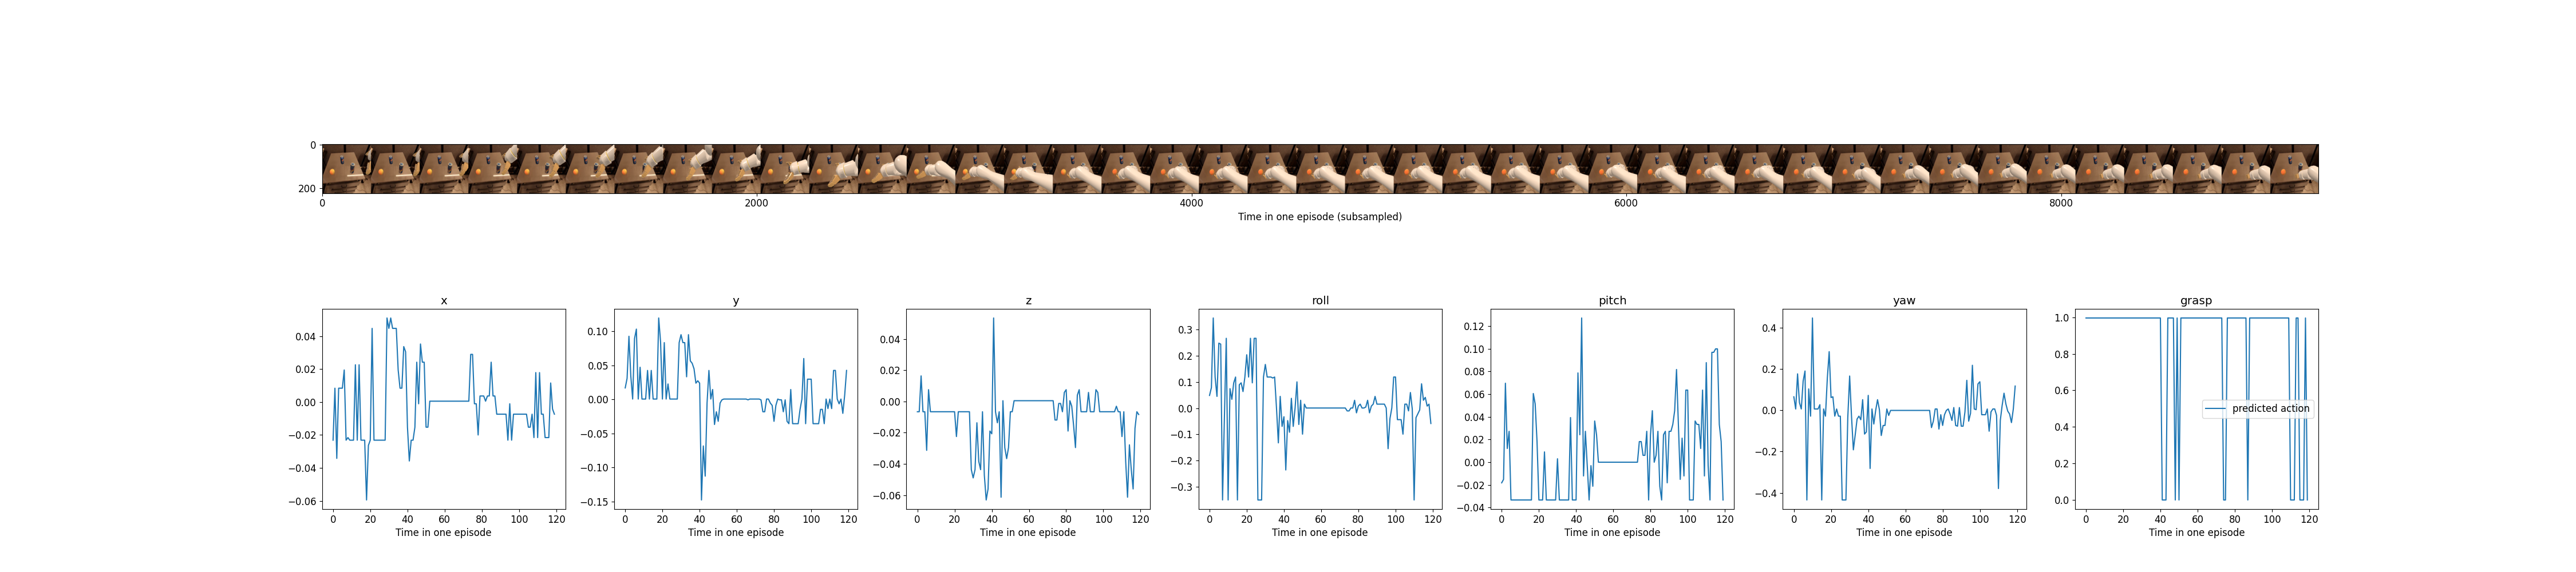 0
200
0 2000 4000 6000 8000
Time in one episode (subsampled)
x
0.04
0.02
0.00
−0.02
−0.04
−0.06
0 20 40 60 80 100 120
Time in one episode
y
0.10
0.05
0.00
−0.05
−0.10
−0.15
0 20 40 60 80 100 120
Time in one episode
z
0.04
0.02
0.00
−0.02
−0.04
−0.06
0 20 40 60 80 100 120
Time in one episode
roll
0.3
0.2
0.1
0.0
−0.1
−0.2
−0.3
0 20 40 60 80 100 120
Time in one episode
pitch
0.12
0.10
0.08
0.06
0.04
0.02
0.00
−0.02
−0.04
0 20 40 60 80 100 120
Time in one episode
yaw
0.4
0.2
0.0
−0.2
−0.4
0 20 40 60 80 100 120
Time in one episode
grasp
1.0
0.8
0.6
0.4
0.2
0.0
predicted action
0 20 40 60 80 100 120
Time in one episode